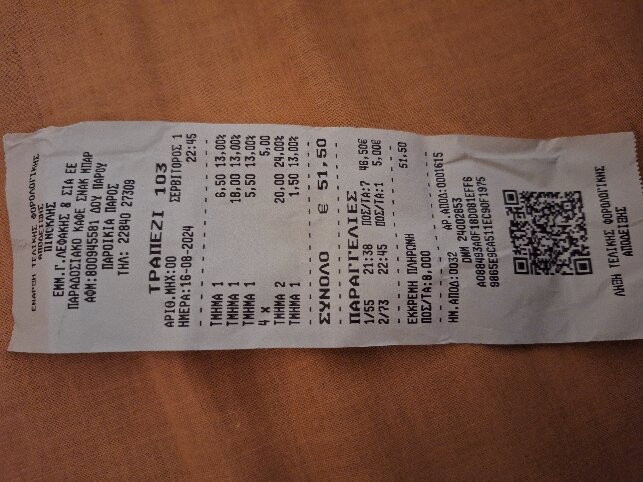 ΕΝΑΡΞΗ ΤΕΛΙΚΗΣ ΦΟΡΟΛΟΓΙΚΗΣ
ΑΠΟΔΕΙΞΗΣ
ΠΙΝΟΚΛΗΣ
ΕΜΜ.Γ.ΛΕΦΑΚΗΣ & ΣΙΑ ΕΕ
ΠΑΡΑΔΟΣΙΑΚΟ ΚΑΦΕ ΣΝΑΚ ΜΠΑΡ
ΑΦΜ:800945581 ΔΟΥ ΠΑΡΟΥ
ΠΑΡΟΙΚΙΑ ΠΑΡΟΣ
ΤΗΛ: 22840 27309
ΤΡΑΠΕΖΙ 103
ΑΡΙΘ.ΜΗΧ:00 ΣΕΡΒΙΤΟΡΟΣ 1
ΗΜΕΡΑ:16-08-2024 22:45
ΤΜΗΜΑ 1 6,50 13,00%
ΤΜΗΜΑ 1 18,00 13,00%
ΤΜΗΜΑ 1 5,50 13,00%
4 x 5,00
ΤΜΗΜΑ 2 20,00 24,00%
ΤΜΗΜΑ 1 1,50 13,00%
ΣΥΝΟΛΟ € 51,50
ΠΑΡΑΓΓΕΛΙΕΣ
1/55 21:38 ΠΟΣ/ΤΑ:7 46,50€
2/73 22:45 ΠΟΣ/ΤΑ:1 5,00€
ΕΚΚΡΕΜΗ ΠΛΗΡΩΜΗ 51,50
ΠΟΣ/ΤΑ:8,000
ΗΜ.ΑΠΟΔ:0032 ΑΡ.ΑΠΟΔ:0001615
ΛΗΞΗ ΤΕΛΙΚΗΣ ΦΟΡΟΛΟΓΙΚΗΣ
ΑΠΟΔΕΙΞΗΣ